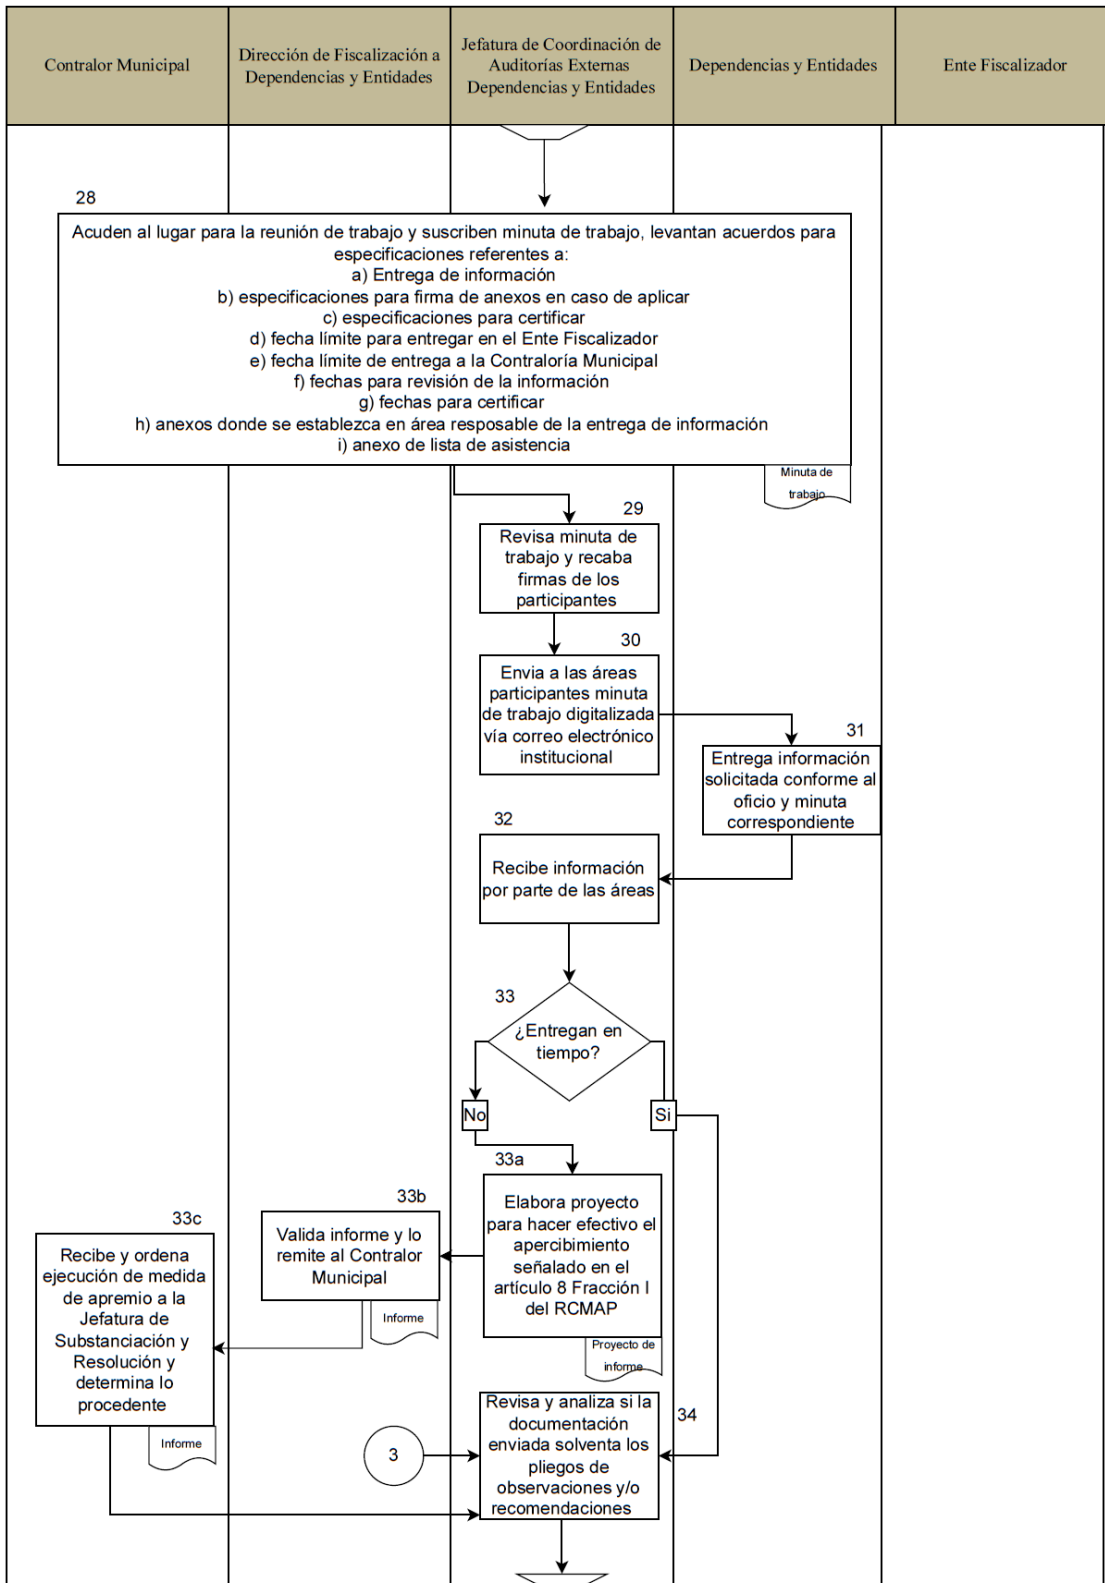 Contralor Municipal
Dirección de Fiscalización a
Dependencias y Entidades
Jefatura de Coordinación de
Auditorías Externas
Dependencias y Entidades
Dependencias y Entidades
Ente Fiscalizador
28
Acuden al lugar para la reunión de trabajo y suscriben minuta de trabajo, levantan acuerdos para
especificaciones referentes a:
a) Entrega de información
b) especificaciones para firma de anexos en caso de aplicar
c) especificaciones para certificar
d) fecha límite para entregar en el Ente Fiscalizador
e) fecha límite de entrega a la Contraloría Municipal
f) fechas para revisión de la información
g) fechas para certificar
h) anexos donde se establezca en área resposable de la entrega de información
i) anexo de lista de asistencia
Minuta de
trabajo
29
Revisa minuta de
trabajo y recaba
firmas de los
participantes
30
Envia a las áreas
participantes minuta
de trabajo digitalizada
vía correo electrónico
institucional
31
Entrega información
solicitada conforme al
oficio y minuta
correspondiente
32
Recibe información
por parte de las áreas
33
¿Entregan en
tiempo?
No
Si
33a
Elabora proyecto
para hacer efectivo el
apercibimiento
señalado en el
artículo 8 Fracción I
del RCMAP
Proyecto de
informe
33b
Valida informe y lo
remite al Contralor
Municipal
Informe
33c
Recibe y ordena
ejecución de medida
de apremio a la
Jefatura de
Substanciación y
Resolución y
determina lo
procedente
Informe
34
Revisa y analiza si la
documentación
enviada solventa los
pliegos de
observaciones y/o
recomendaciones
3